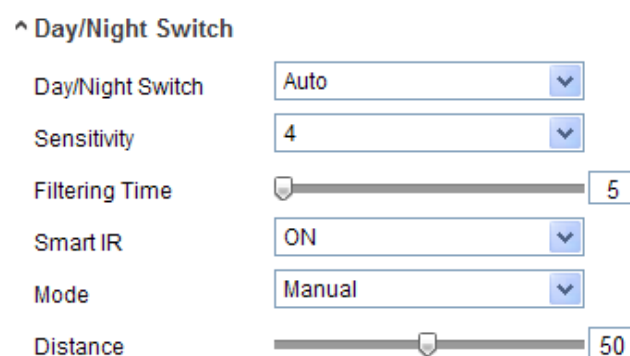 Day/Night Switch
Day/Night Switch Auto
Sensitivity 4
Filtering Time 5
Smart IR ON
Mode Manual
Distance 50